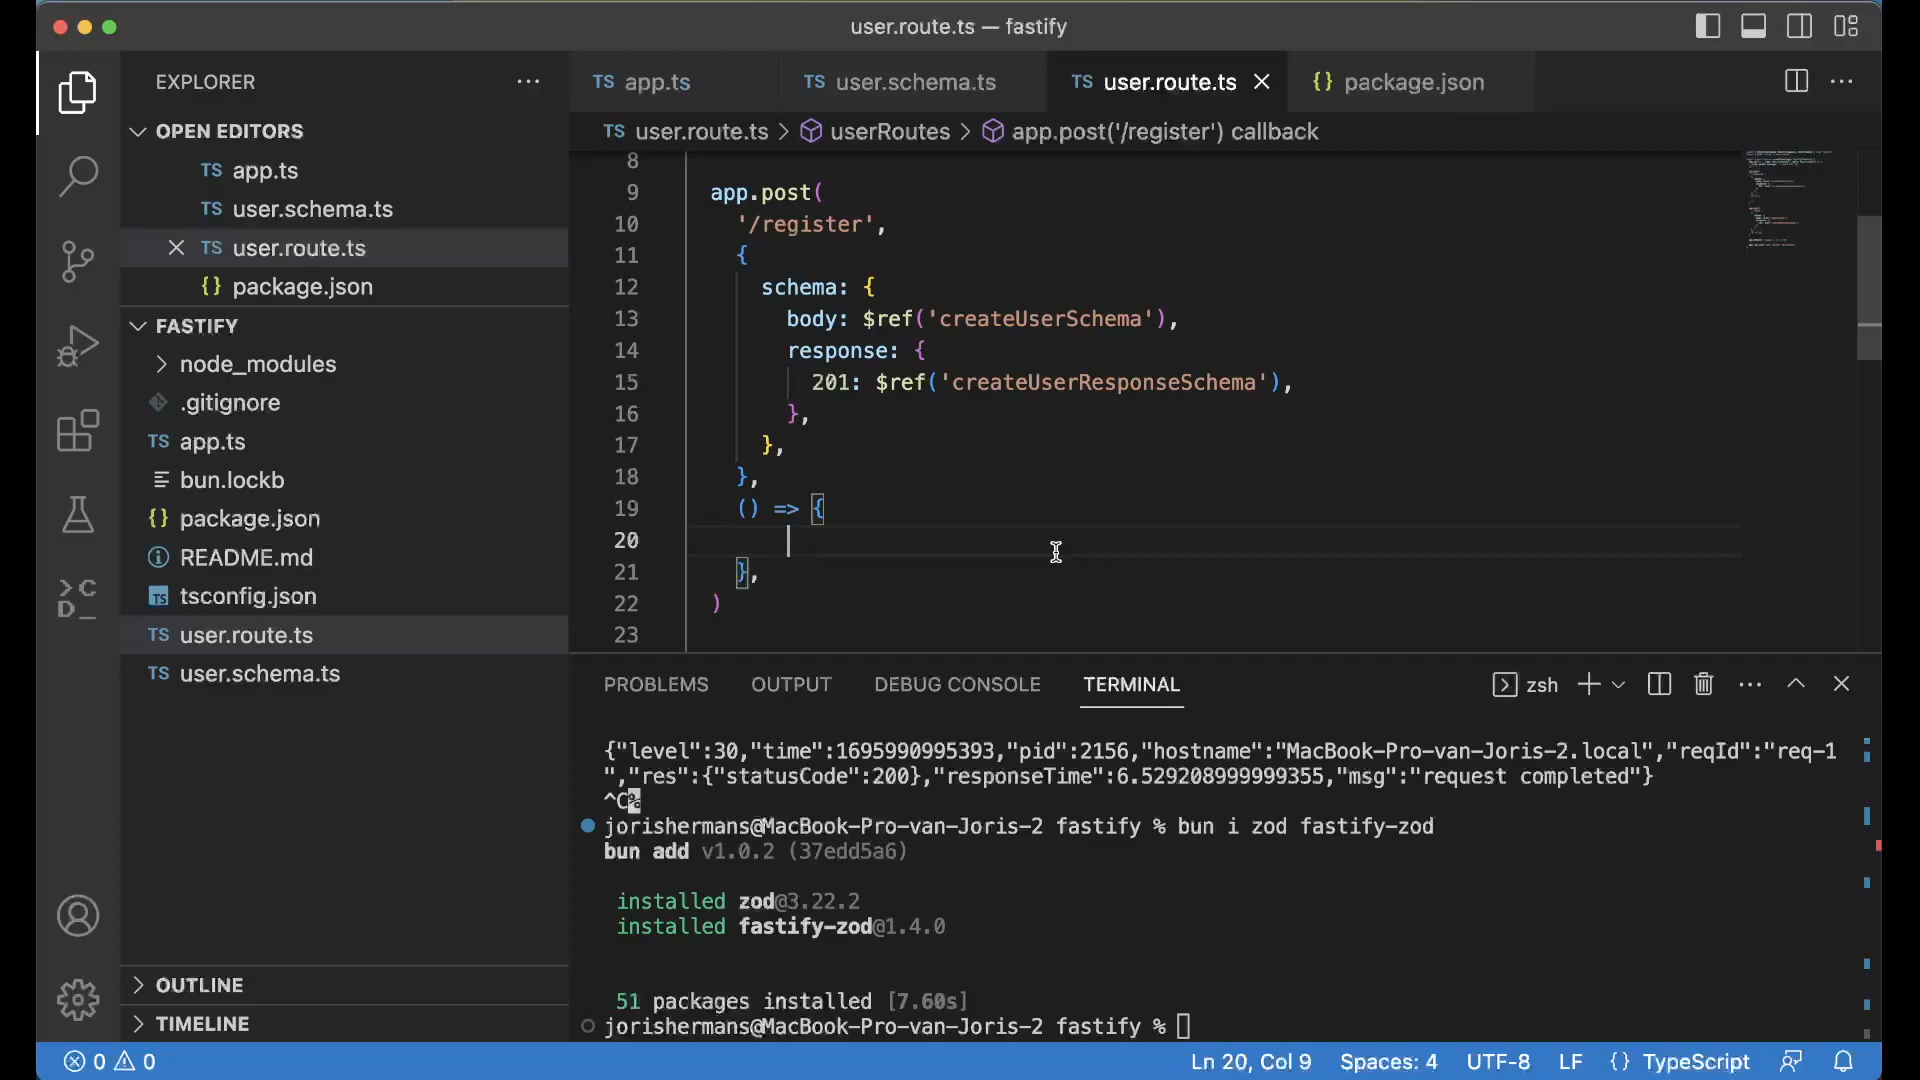 user.route.ts — fastify
EXPLORER
OPEN EDITORS
TS app.ts
TS user.schema.ts
TS user.route.ts
{} package.json
FASTIFY
node_modules
.gitignore
TS app.ts
bun.lockb
{} package.json
README.md
TS tsconfig.json
TS user.route.ts
TS user.schema.ts
OUTLINE
TIMELINE
TS app.ts
TS user.schema.ts
TS user.route.ts
{} package.json
TS user.route.ts > userRoutes > app.post('/register') callback
8
9 app.post(
10 '/register',
11 {
12 schema: {
13 body: $ref('createUserSchema'),
14 response: {
15 201: $ref('createUserResponseSchema'),
16 },
17 },
18 },
19 () => {
20
21 },
22 )
23
PROBLEMS OUTPUT DEBUG CONSOLE TERMINAL
zsh
{"level":30,"time":1695990995393,"pid":2156,"hostname":"MacBook-Pro-van-Joris-2.local","reqId":"req-1
","res":{"statusCode":200},"responseTime":6.529208999999355,"msg":"request completed"}
^C%
jorishermans@MacBook-Pro-van-Joris-2 fastify % bun i zod fastify-zod
bun add v1.0.2 (37edd5a6)
installed zod@3.22.2
installed fastify-zod@1.4.0
51 packages installed [7.60s]
jorishermans@MacBook-Pro-van-Joris-2 fastify %
0 0
Ln 20, Col 9 Spaces: 4 UTF-8 LF {} TypeScript